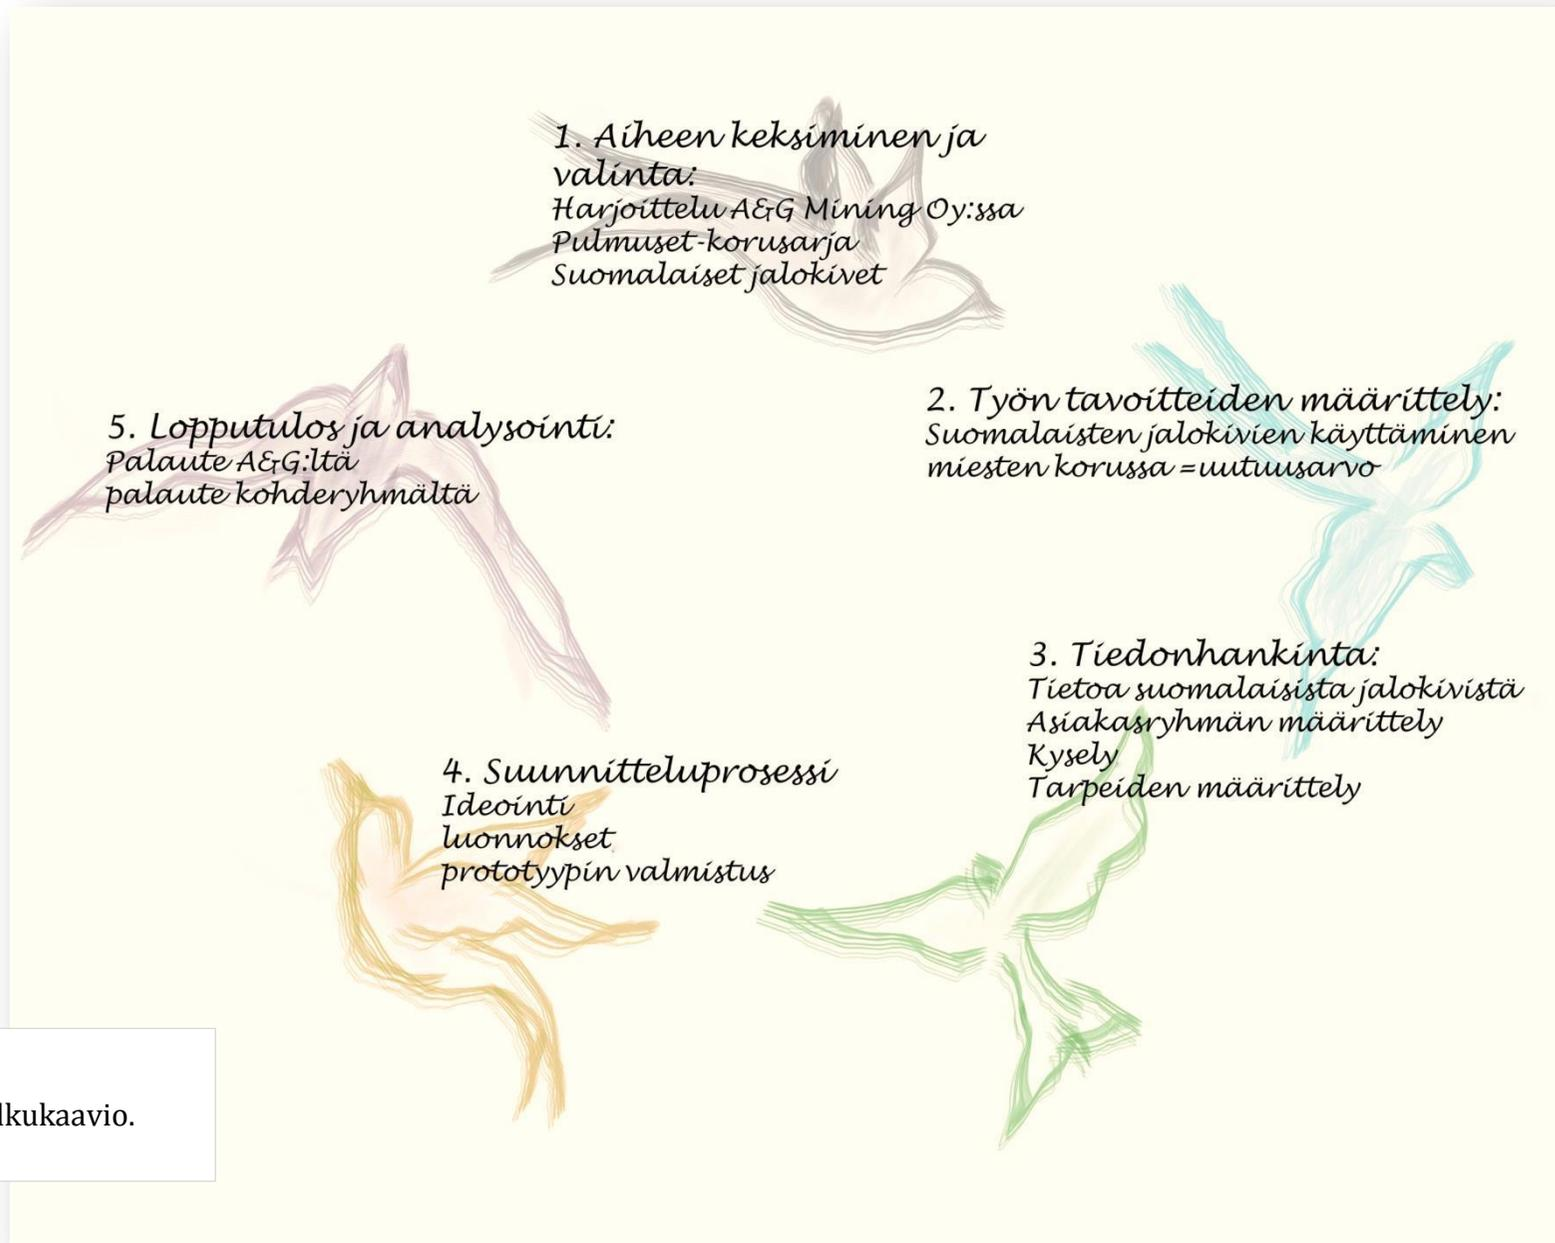 1. Aiheen keksiminen ja
valinta:
Harjoittelu A&G Mining Oy:ssa
Pulmuset-korusarja
Suomalaiset jalokivet
2. Työn tavoitteiden määrittely:
Suomalaisten jalokivien käyttäminen
miesten korussa =uutuusarvo
3. Tiedonhankinta:
Tietoa suomalaisista jalokivistä
Asiakasryhmän määrittely
Kysely
Tarpeiden määrittely
4. Suunnitteluprosessi
Ideointi
luonnokset
prototyypin valmistus
5. Lopputulos ja analysointi:
Palaute A&G:ltä
palaute kohderyhmältä
lkukaavio.